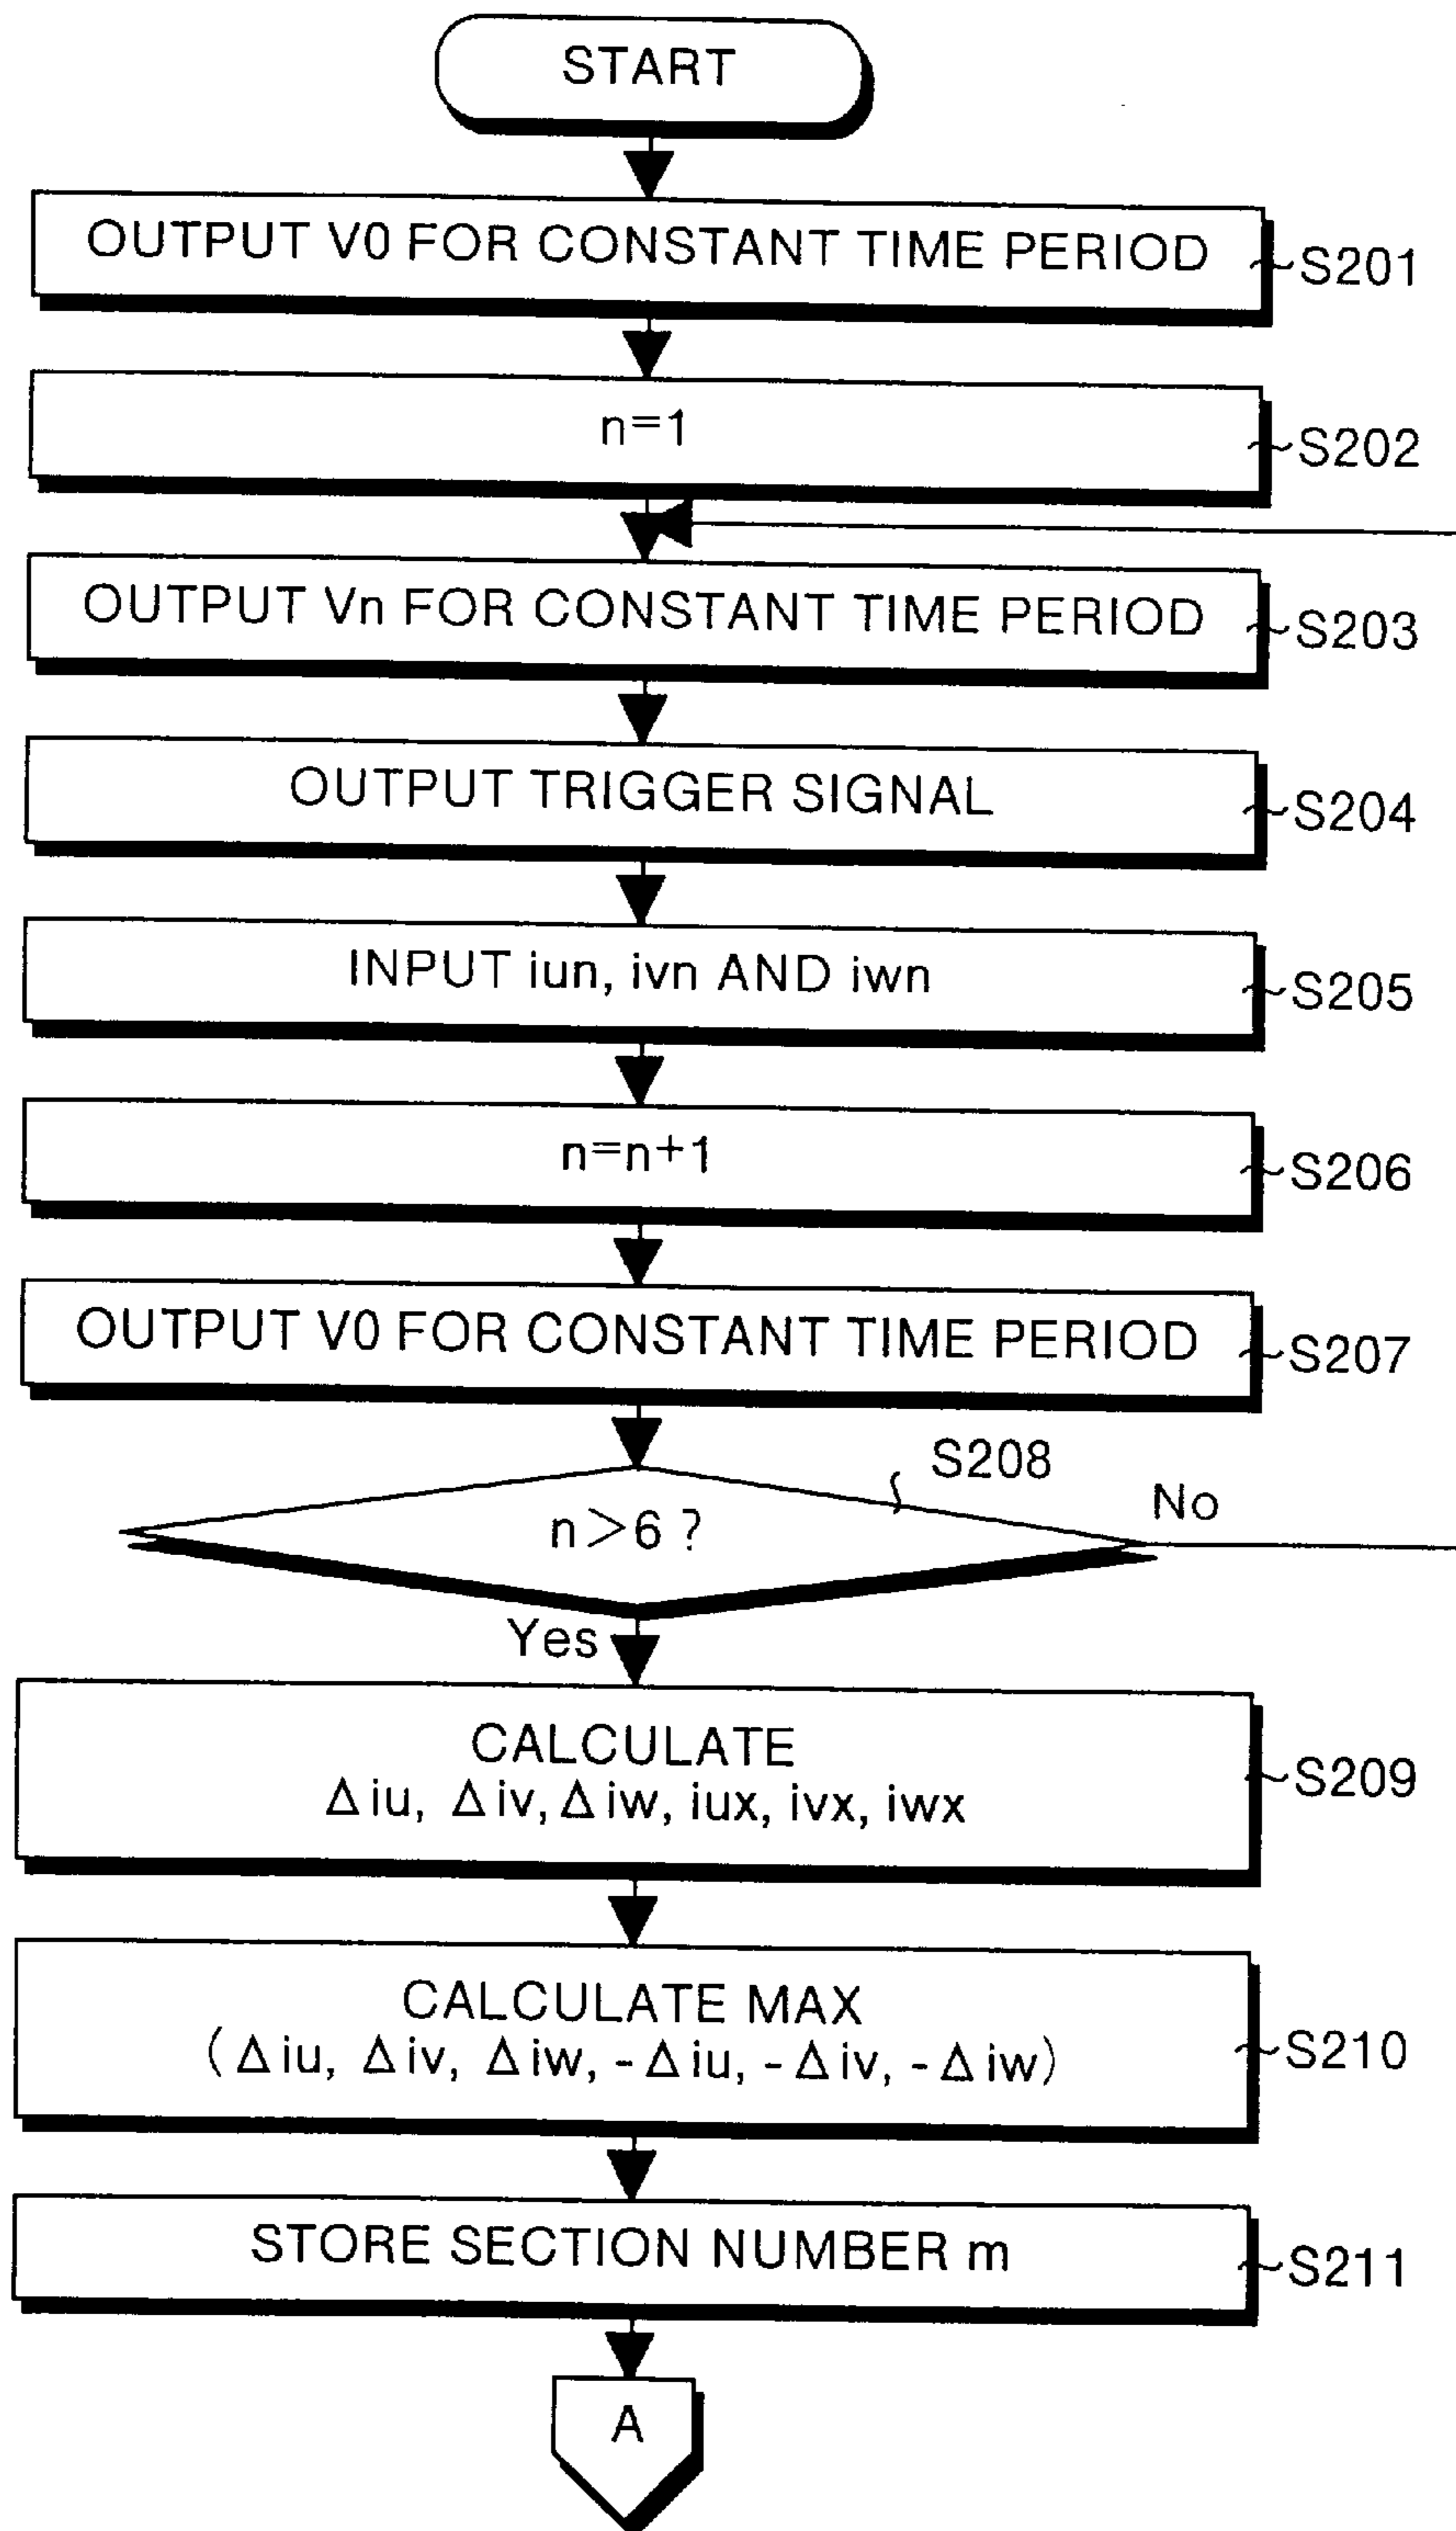 START
OUTPUT V0 FOR CONSTANT TIME PERIOD
S201
n=1
S202
OUTPUT Vn FOR CONSTANT TIME PERIOD
S203
OUTPUT TRIGGER SIGNAL
S204
INPUT iun, ivn AND iwn
S205
n=n+1
S206
OUTPUT V0 FOR CONSTANT TIME PERIOD
S207
S208
n>6 ?
No
Yes
CALCULATE
Δiu, Δiv, Δiw, iux, ivx, iwx
S209
CALCULATE MAX
(Δiu, Δiv, Δiw, -Δiu, -Δiv, -Δiw)
S210
STORE SECTION NUMBER m
S211
A